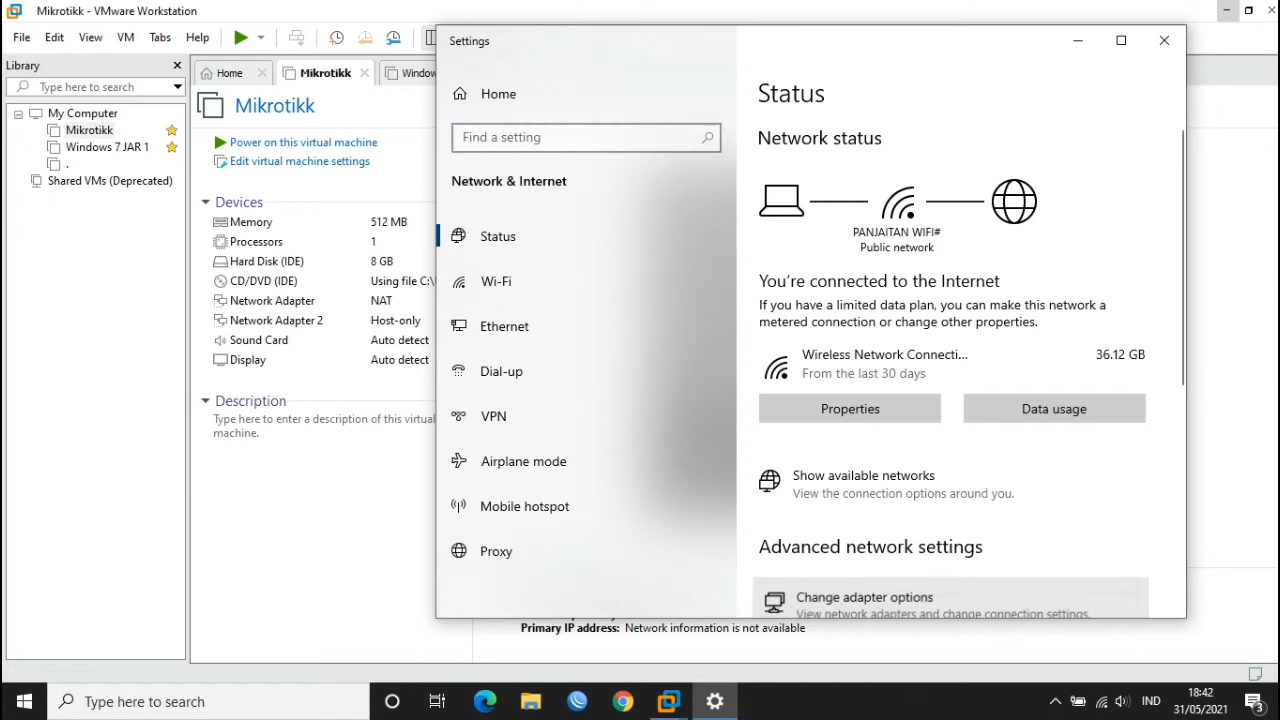 Mikrotikk - VMware Workstation
File Edit View VM Tabs Help
Library
Type here to search
My Computer
Mikrotikk
Windows 7 JAR 1
.
Shared VMs (Deprecated)
Home
Mikrotikk
Window
Mikrotikk
Power on this virtual machine
Edit virtual machine settings
Devices
Memory 512 MB
Processors 1
Hard Disk (IDE) 8 GB
CD/DVD (IDE) Using file C:\
Network Adapter NAT
Network Adapter 2 Host-only
Sound Card Auto detect
Display Auto detect
Description
Type here to enter a description of this virtual
machine.
Settings
Home
Find a setting
Network & Internet
Status
Wi-Fi
Ethernet
Dial-up
VPN
Airplane mode
Mobile hotspot
Proxy
Status
Network status
PANJAITAN WIFI#
Public network
You're connected to the Internet
If you have a limited data plan, you can make this network a
metered connection or change other properties.
Wireless Network Connecti...
36.12 GB
From the last 30 days
Properties
Data usage
Show available networks
View the connection options around you.
Advanced network settings
Change adapter options
View network adapters and change connection settings.
Primary IP address: Network information is not available
Type here to search
IND
18:42
31/05/2021
3